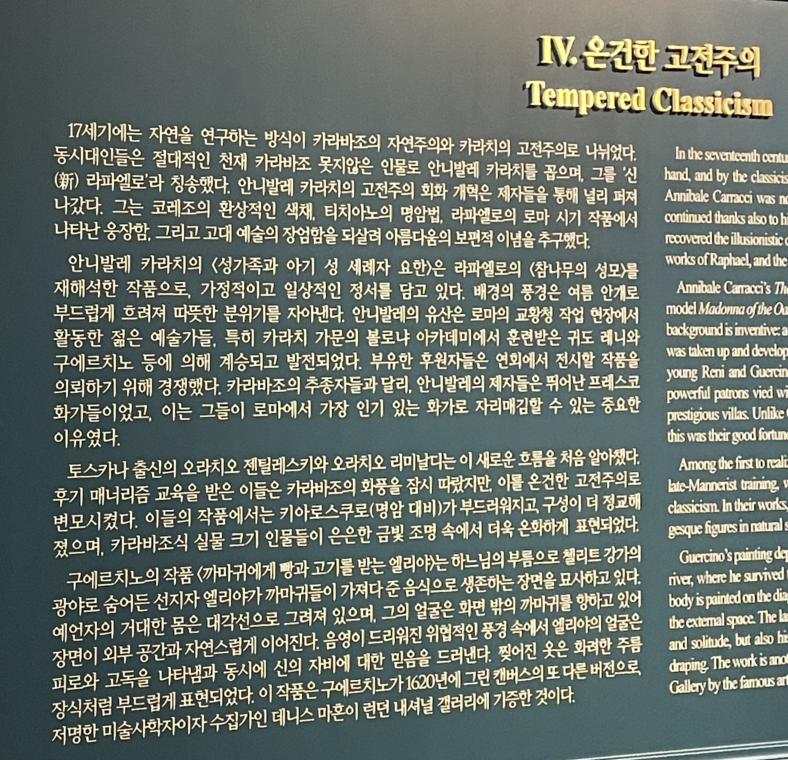 IV. 온건한 고전주의
Tempered Classicism
17세기에는 자연을 연구하는 방식이 카라바조의 자연주의와 카라치의 고전주의로 나뉘었다.
동시대인들은 절대적인 천재 카라바조 못지않은 인물로 안니발레 카라치를 꼽으며, 그를 '신
(新) 라파엘로'라 칭송했다. 안니발레 카라치의 고전주의 회화 개혁은 제자들을 통해 널리 퍼져
나갔다. 그는 코레조의 환상적인 색채, 티치아노의 명암법, 라파엘로의 로마 시기 작품에서
나타난 웅장함, 그리고 고대 예술의 장엄함을 되살려 아름다움의 보편적 이념을 추구했다.
안니발레 카라치의 〈성가족과 아기 성 세례자 요한〉은 라파엘로의 〈참나무의 성모〉를
재해석한 작품으로, 가정적이고 일상적인 정서를 담고 있다. 배경의 풍경은 여름 안개로
부드럽게 흐려져 따뜻한 분위기를 자아낸다. 안니발레의 유산은 로마의 교황청 작업 현장에서
활동한 젊은 예술가들, 특히 카라치 가문의 볼로냐 아카데미에서 훈련받은 귀도 레니와
구에르치노 등에 의해 계승되고 발전되었다. 부유한 후원자들은 연회에서 전시할 작품을
의뢰하기 위해 경쟁했다. 카라바조의 추종자들과 달리, 안니발레의 제자들은 뛰어난 프레스코
화가들이었고, 이는 그들이 로마에서 가장 인기 있는 화가로 자리매김할 수 있는 중요한
이유였다.
토스카나 출신의 오라치오 젠틸레스키와 오라치오 리미날디는 이 새로운 흐름을 처음 알아챘다.
후기 매너리즘 교육을 받은 이들은 카라바조의 화풍을 잠시 따랐지만, 이를 온건한 고전주의로
변모시켰다. 이들의 작품에서는 키아로스쿠로(명암 대비)가 부드러워지고, 구성이 더 정교해
졌으며, 카라바조식 실물 크기 인물들이 은은한 금빛 조명 속에서 더욱 온화하게 표현되었다.
구에르치노의 작품 〈까마귀에게 빵과 고기를 받는 엘리야〉는 하느님의 부름으로 첼리트 강가의
광야로 숨어든 선지자 엘리야가 까마귀들이 가져다 준 음식으로 생존하는 장면을 묘사하고 있다.
예언자의 거대한 몸은 대각선으로 그려져 있으며, 그의 얼굴은 화면 밖의 까마귀를 향하고 있어
장면이 외부 공간과 자연스럽게 이어진다. 음영이 드리워진 위협적인 풍경 속에서 엘리야의 얼굴은
피로와 고독을 나타냄과 동시에 신의 자비에 대한 믿음을 드러낸다. 찢어진 옷은 화려한 주름
장식처럼 부드럽게 표현되었다. 이 작품은 구에르치노가 1620년에 그린 캔버스의 또 다른 버전으로,
저명한 미술사학자이자 수집가인 데니스 마혼이 런던 내셔널 갤러리에 기증한 것이다.
In the seventeenth centu
hand, and by the classicis
Annibale Carracci was no
continued thanks also to hi
recovered the illusionistic c
works of Raphael, and the
Annibale Carracci's The
model Madonna of the Oa
background is inventive: a
was taken up and develop
young Reni and Guercin
powerful patrons vied wi
prestigious villas. Unlike
this was their good fortun
Among the first to reali
late-Mannerist training, w
classicism. In their works,
gesque figures in natural s
Guercino's painting dep
river, where he survived
body is painted on the dia
the external space. The la
and solitude, but also hi
draping. The work is anot
Gallery by the famous art